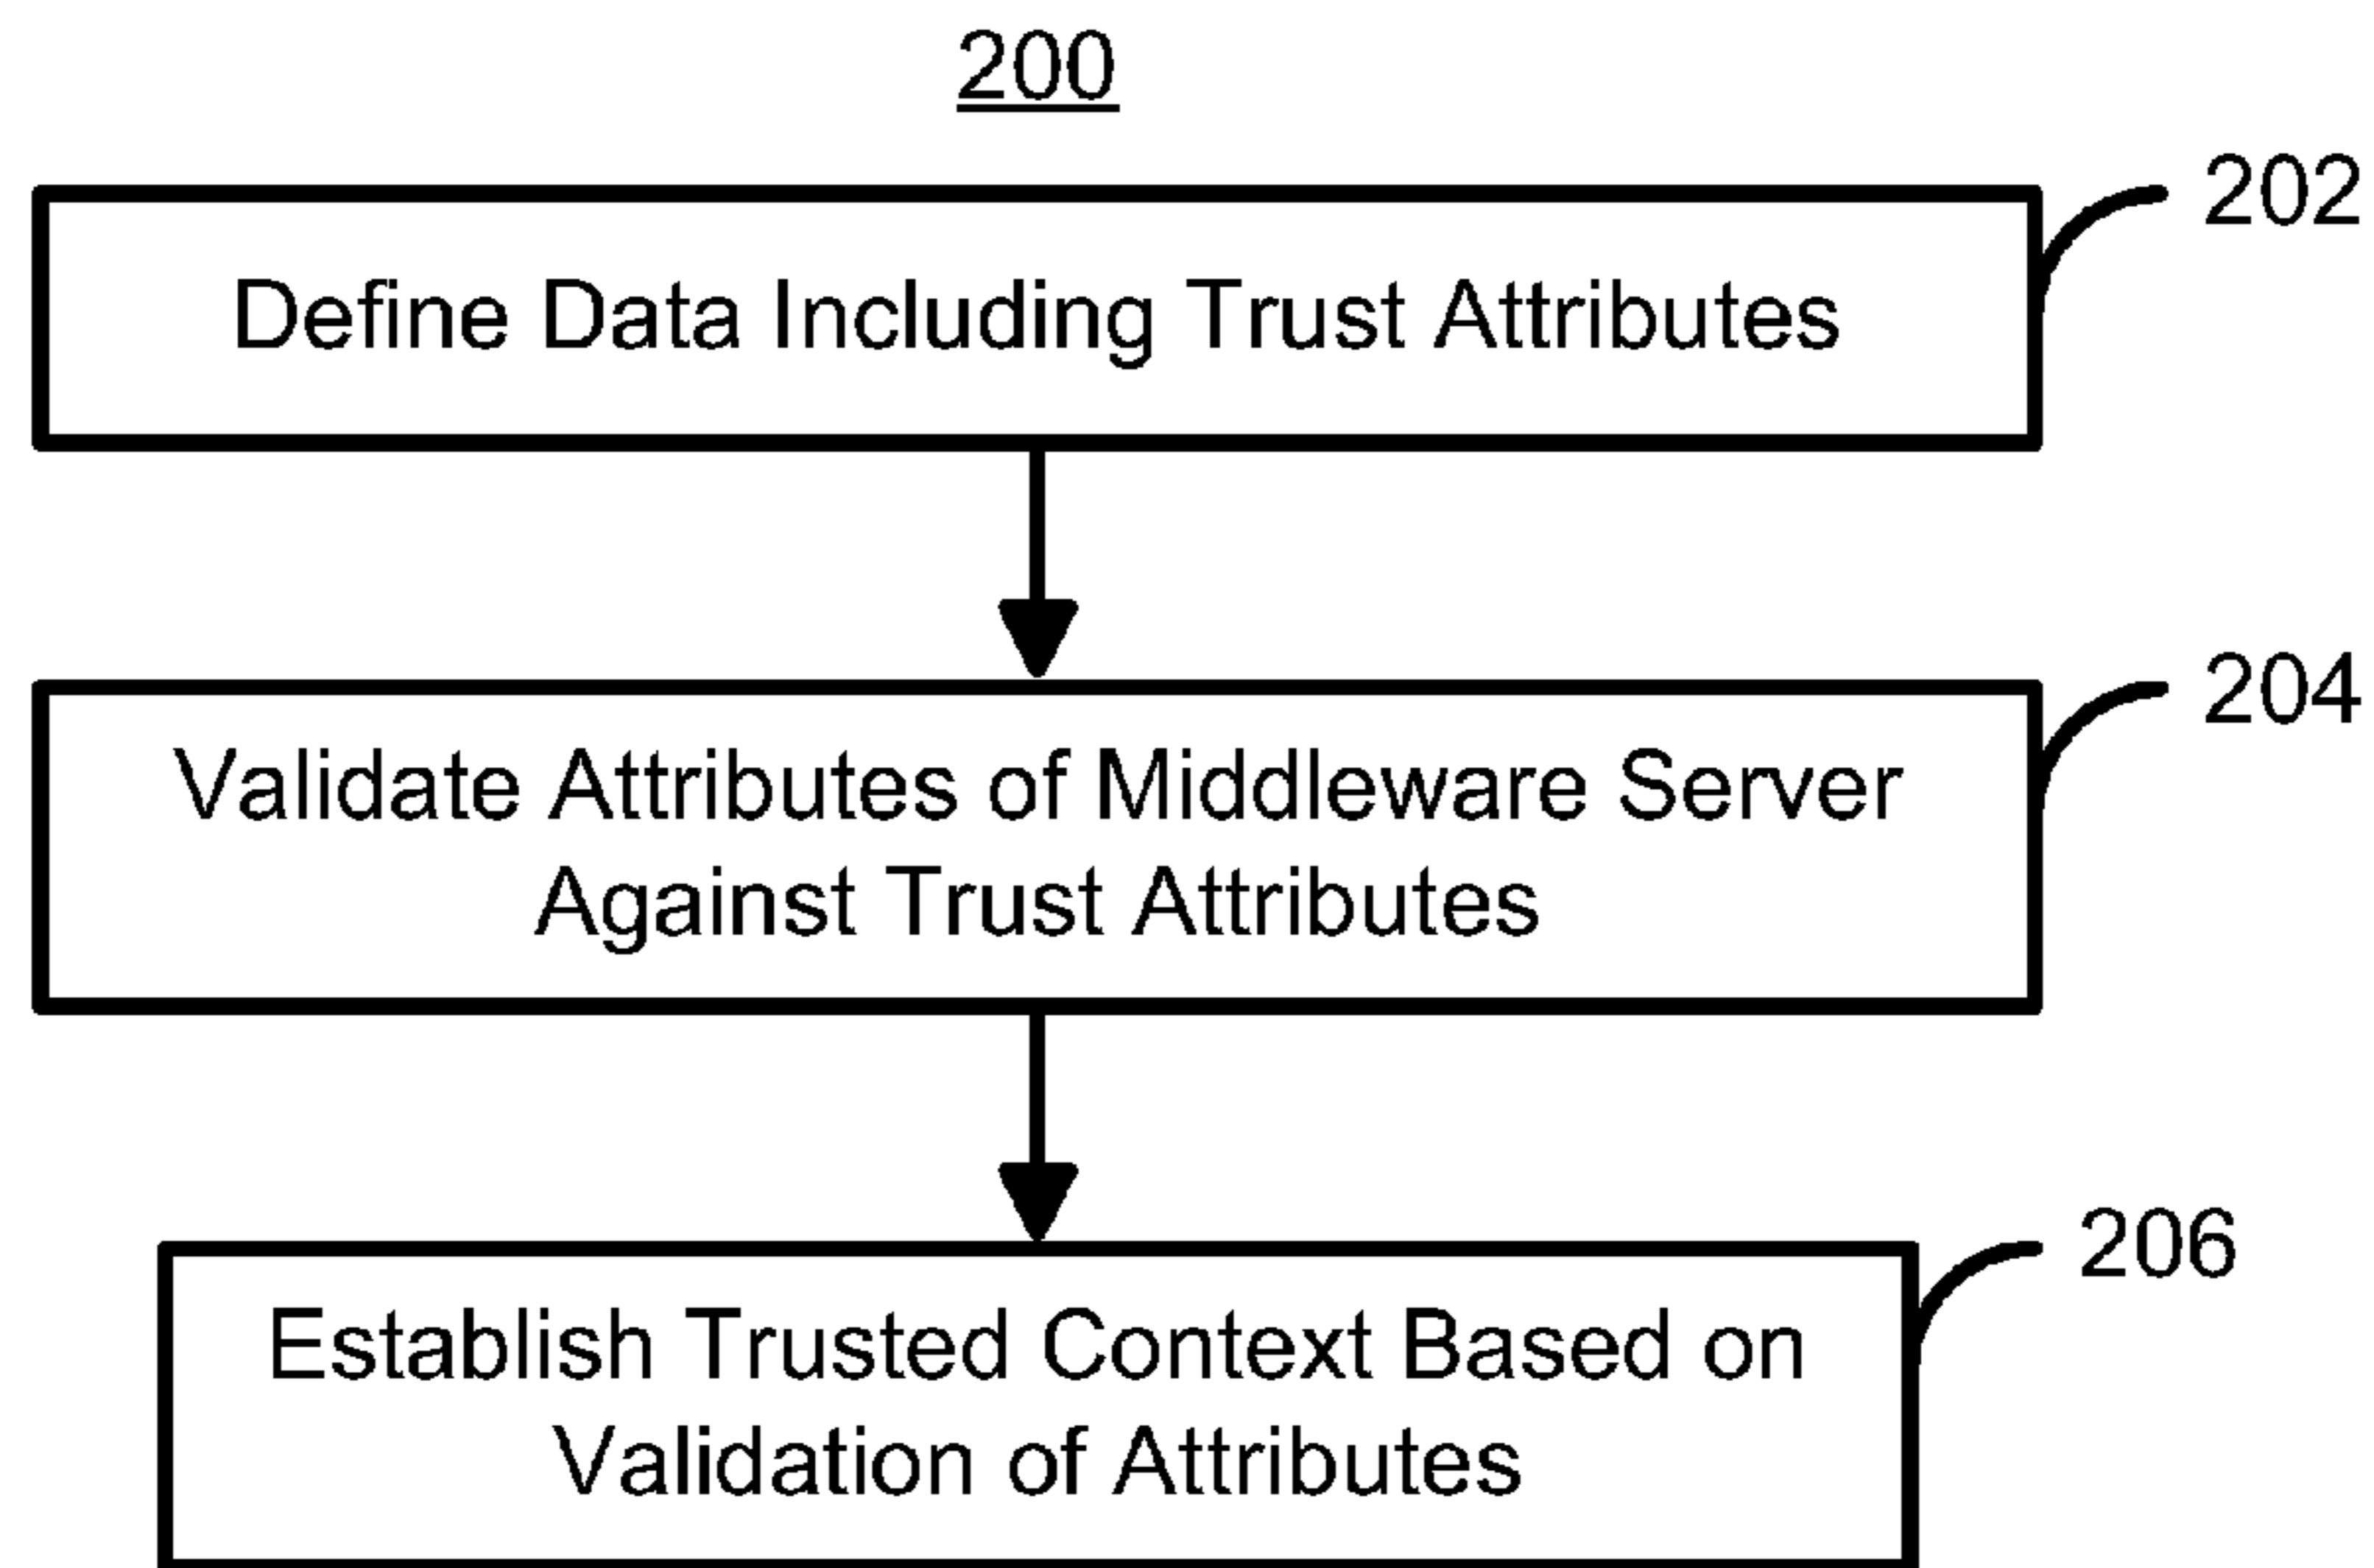 200
202
Define Data Including Trust Attributes
204
Validate Attributes of Middleware Server
Against Trust Attributes
206
Establish Trusted Context Based on
Validation of Attributes